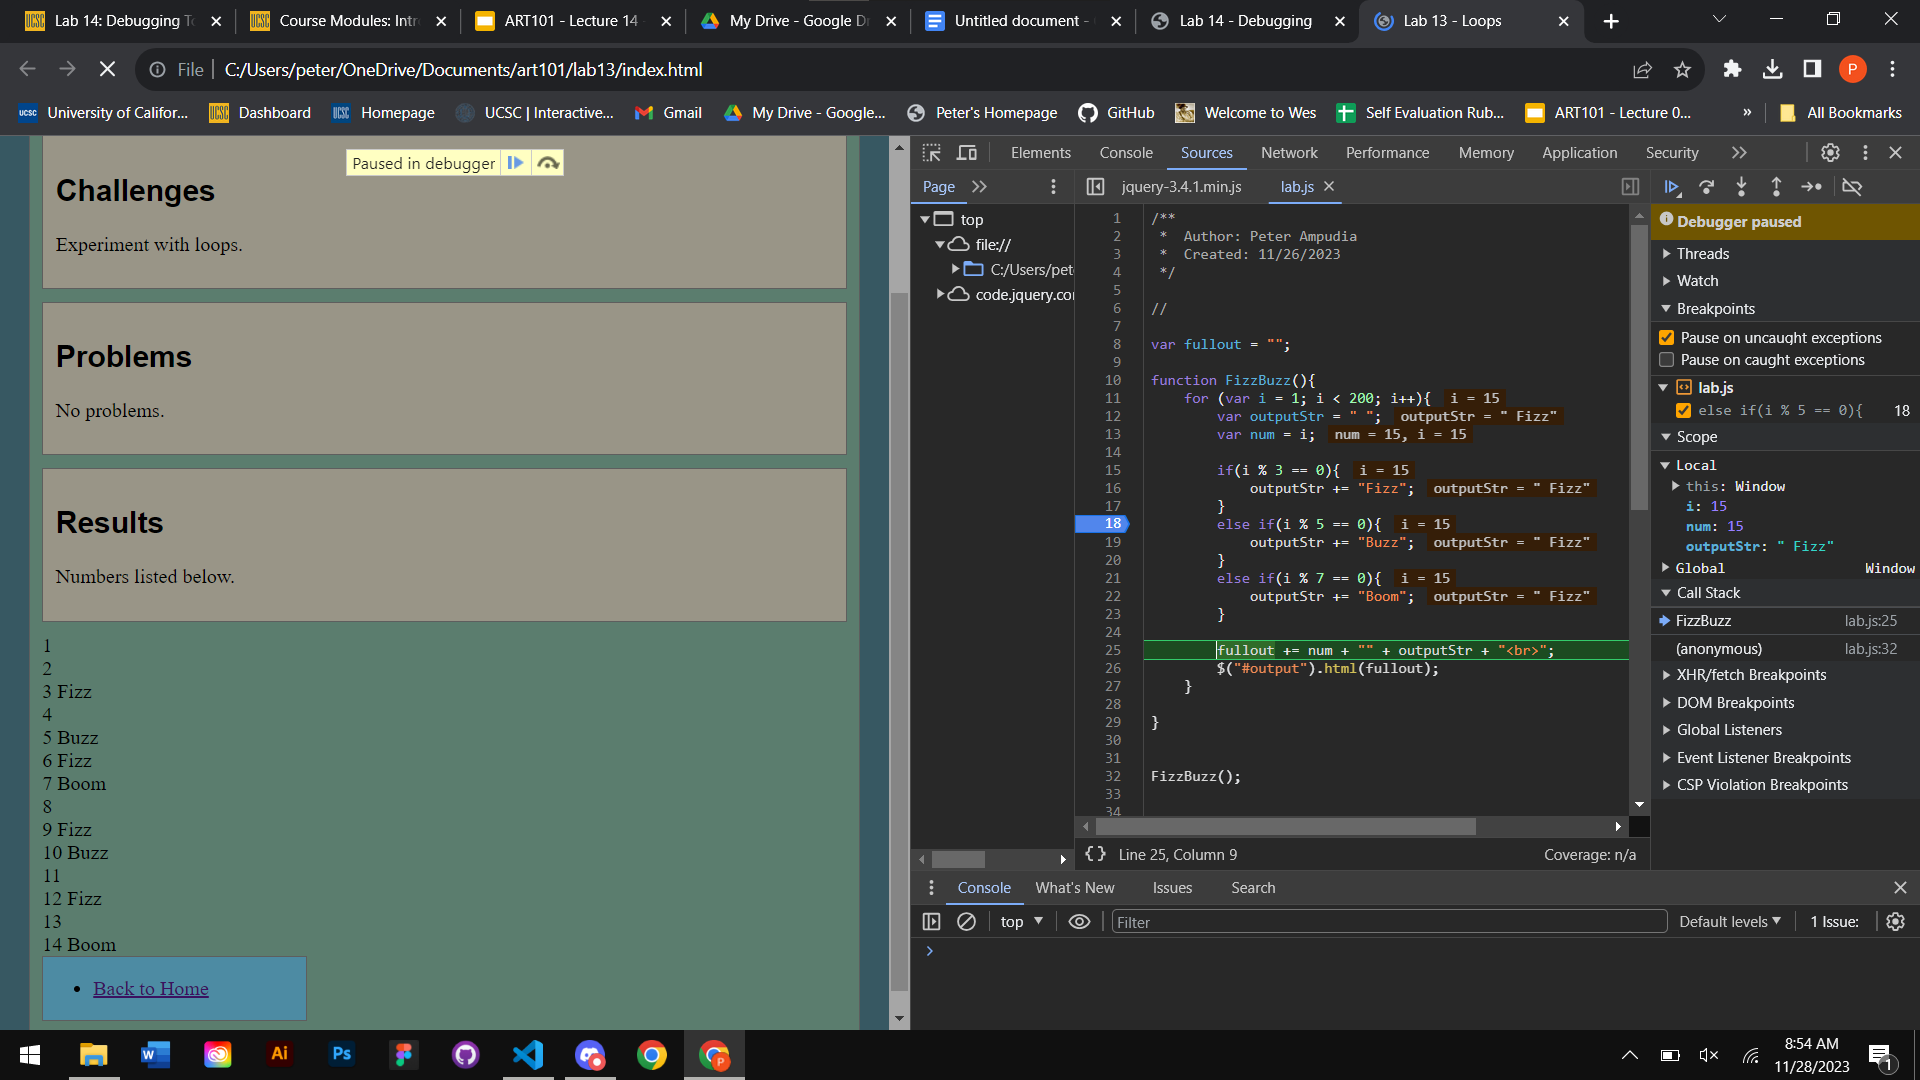 Lab 14: Debugging To
Course Modules: Intr
ART101 - Lecture 14
My Drive - Google Dr
Untitled document -
Lab 14 - Debugging
Lab 13 - Loops
File
C:/Users/peter/OneDrive/Documents/art101/lab13/index.html
P
University of Califor...
Dashboard
Homepage
UCSC | Interactive...
Gmail
My Drive - Google...
Peter's Homepage
GitHub
Welcome to Wes
Self Evaluation Rub...
ART101 - Lecture 0...
»
All Bookmarks
Paused in debugger
Challenges
Experiment with loops.
Problems
No problems.
Results
Numbers listed below.
1
2
3 Fizz
4
5 Buzz
6 Fizz
7 Boom
8
9 Fizz
10 Buzz
11
12 Fizz
13
14 Boom
Back to Home
Elements
Console
Sources
Network
Performance
Memory
Application
Security
Page
top
file://
C:/Users/pet
code.jquery.co
jquery-3.4.1.min.js
lab.js
1 /**
2 * Author: Peter Ampudia
3 * Created: 11/26/2023
4 */
5
6 //
7
8 var fullout = "";
9
10 function FizzBuzz(){
11 for (var i = 1; i < 200; i++){ i = 15
12 var outputStr = " "; outputStr = " Fizz"
13 var num = i; num = 15, i = 15
14
15 if(i % 3 == 0){ i = 15
16 outputStr += "Fizz"; outputStr = " Fizz"
17 }
18 else if(i % 5 == 0){ i = 15
19 outputStr += "Buzz"; outputStr = " Fizz"
20 }
21 else if(i % 7 == 0){ i = 15
22 outputStr += "Boom"; outputStr = " Fizz"
23 }
24
25 fullout += num + "" + outputStr + "<br>";
26 $("#output").html(fullout);
27 }
28
29 }
30
31
32 FizzBuzz();
33
34
{ } Line 25, Column 9
Coverage: n/a
Debugger paused
Threads
Watch
Breakpoints
Pause on uncaught exceptions
Pause on caught exceptions
lab.js
else if(i % 5 == 0){ 18
Scope
Local
this: Window
i: 15
num: 15
outputStr: " Fizz"
Global Window
Call Stack
FizzBuzz lab.js:25
(anonymous) lab.js:32
XHR/fetch Breakpoints
DOM Breakpoints
Global Listeners
Event Listener Breakpoints
CSP Violation Breakpoints
Console
What's New
Issues
Search
top
Filter
Default levels
1 Issue:
8:54 AM
11/28/2023
1